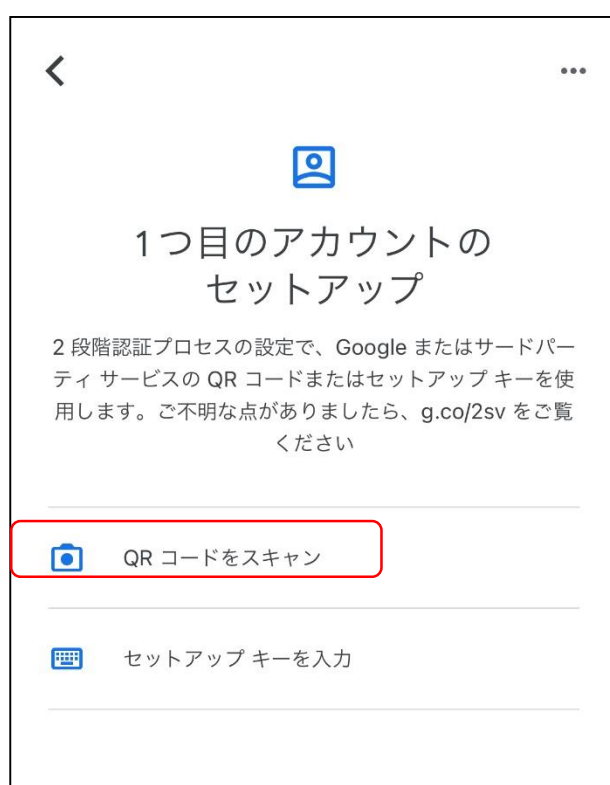 1つ目のアカウントの
セットアップ
2 段階認証プロセスの設定で、Google またはサードパー
ティ サービスの QR コードまたはセットアップ キーを使
用します。ご不明な点がありましたら、g.co/2sv をご覧
ください
QR コードをスキャン
セットアップ キーを入力